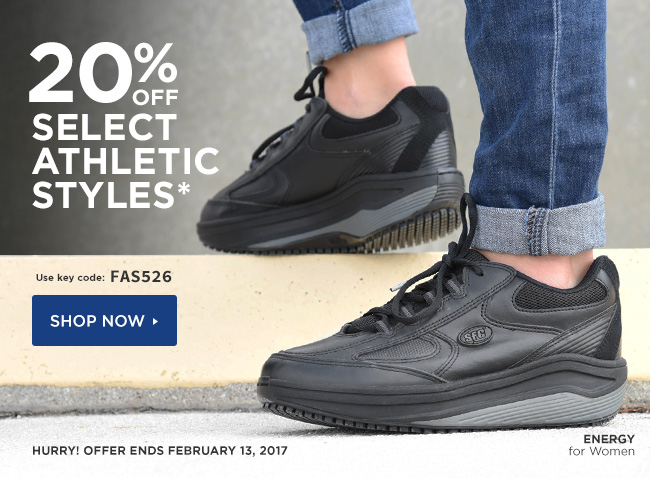 20% OFF
SELECT
ATHLETIC
STYLES*
Use key code: FAS526
SHOP NOW
SFC
HURRY! OFFER ENDS FEBRUARY 13, 2017
ENERGY
for Women